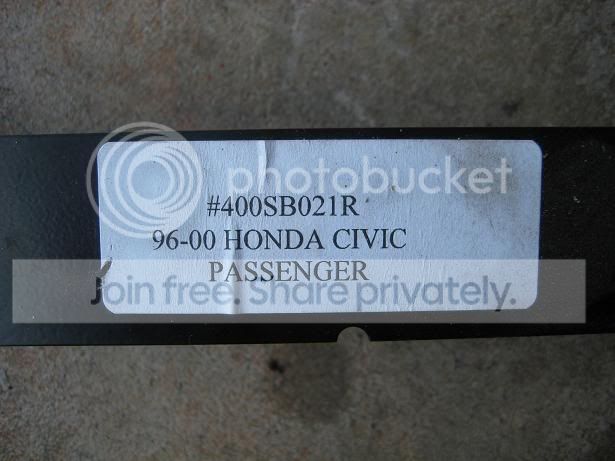 photobucket
#400SB021R
96-00 HONDA CIVIC
PASSENGER
Join free. Share privately.